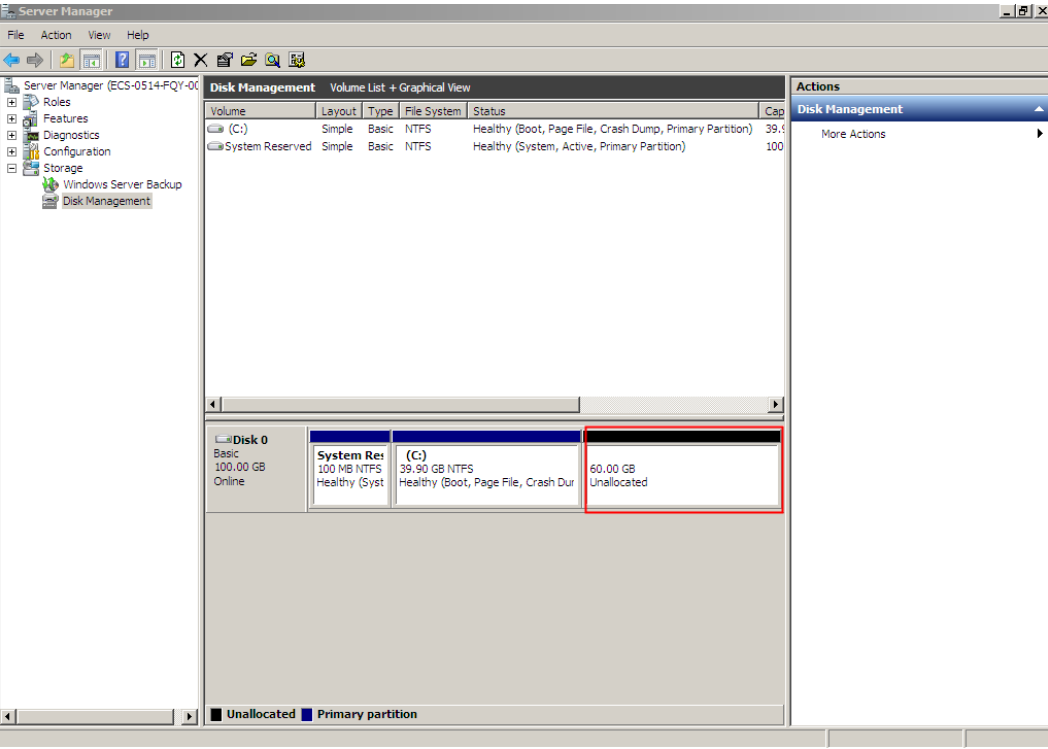 Server Manager
File Action View Help
Server Manager (ECS-0514-FQY-00
Roles
Features
Diagnostics
Configuration
Storage
Windows Server Backup
Disk Management
Disk Management Volume List + Graphical View
Volume Layout Type File System Status Cap
(C:) Simple Basic NTFS Healthy (Boot, Page File, Crash Dump, Primary Partition) 39.9
System Reserved Simple Basic NTFS Healthy (System, Active, Primary Partition) 100
Disk 0
Basic
100.00 GB
Online
System Res
100 MB NTFS
Healthy (Syst
(C:)
39.90 GB NTFS
Healthy (Boot, Page File, Crash Dur
60.00 GB
Unallocated
Unallocated Primary partition
Actions
Disk Management
More Actions